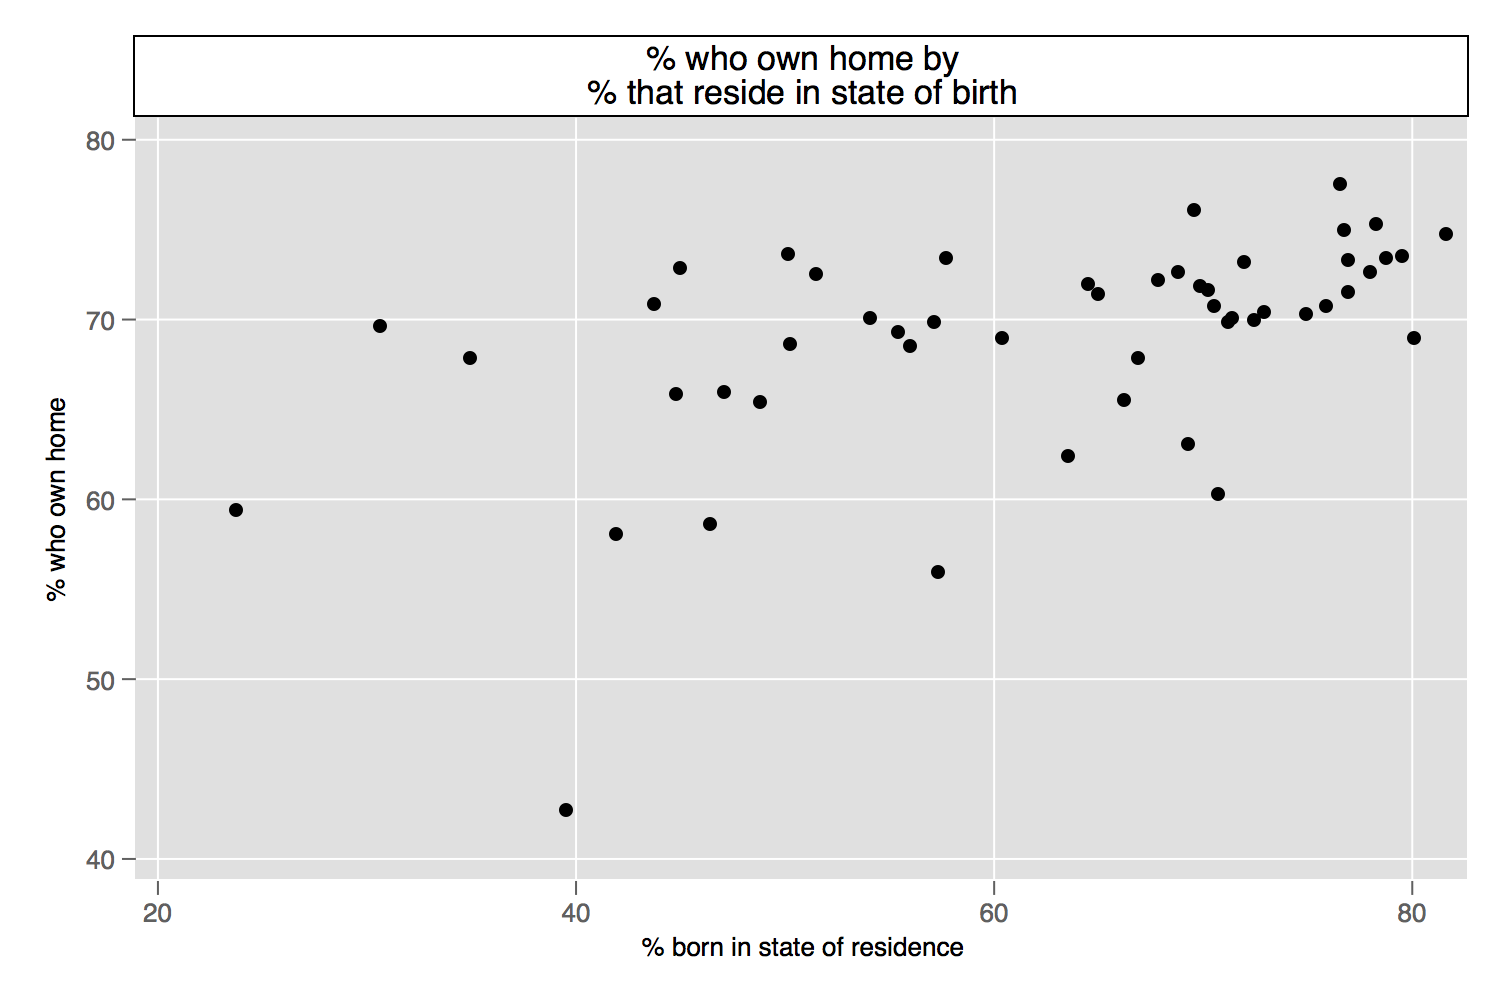 % who own home by
% that reside in state of birth
80
70
60
50
40
% who own home
20
40
60
80
% born in state of residence